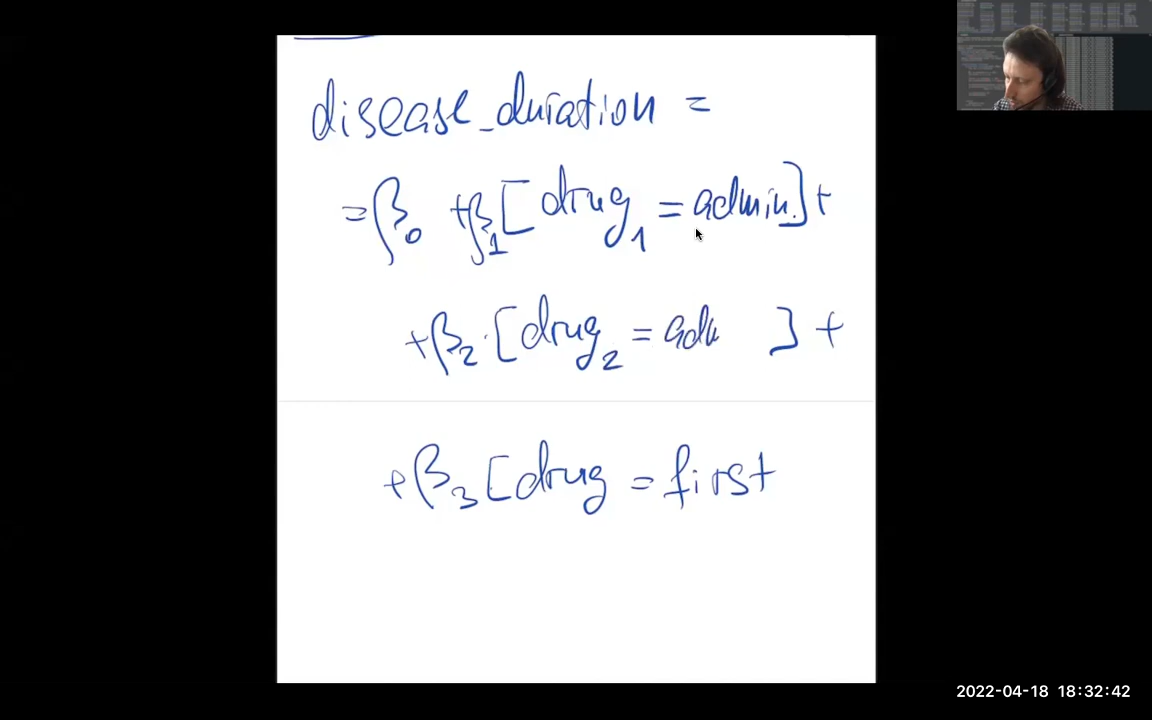 disease_duration =
= β₀ + β₁ [drug₁ = admin.] +
+ β₂ · [drug₂ = adm ] +
+ β₃ [drug = first
2022-04-18 18:32:42